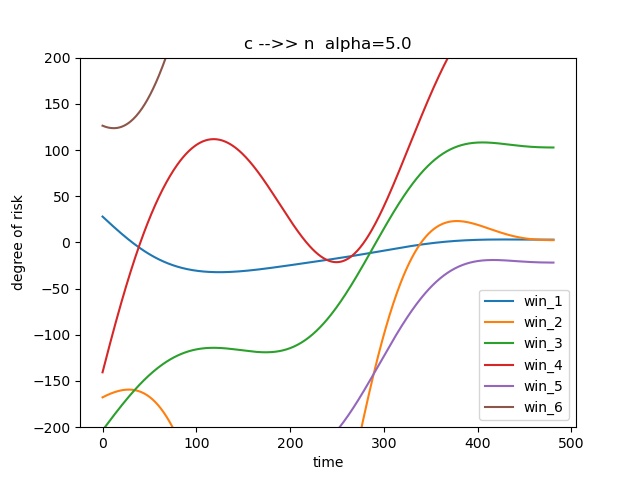 c -->> n  alpha=5.0
degree of risk
200
150
100
50
0
−50
−100
−150
−200
0
100
200
300
400
500
time
win_1
win_2
win_3
win_4
win_5
win_6